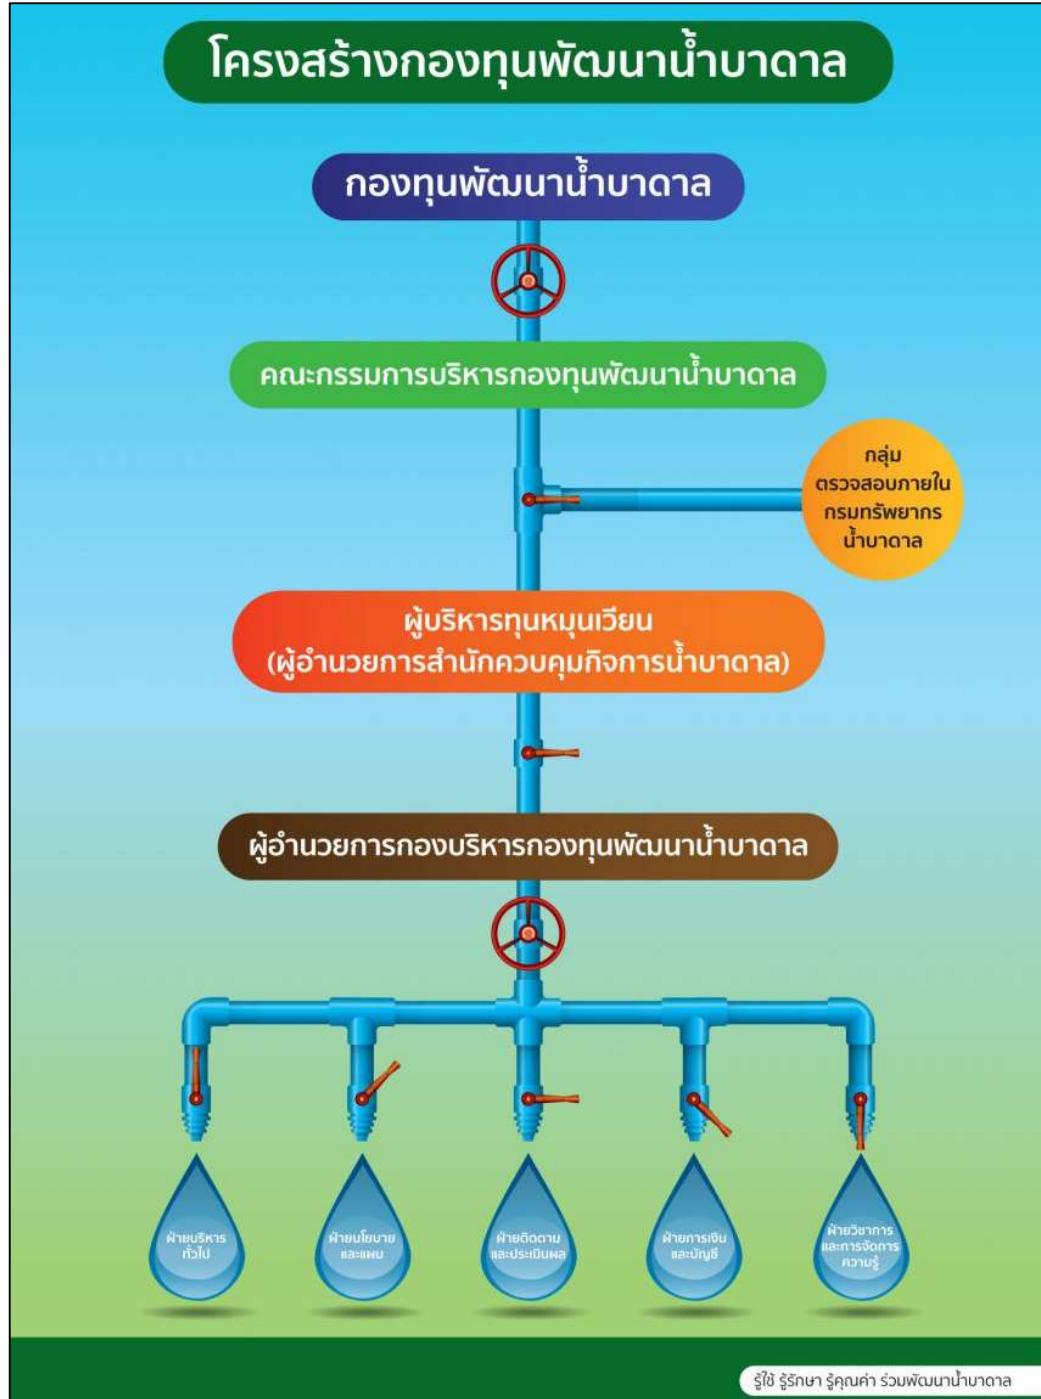 โครงสร้างกองทุนพัฒนาน้ำบาดาล
กองทุนพัฒนาน้ำบาดาล
คณะกรรมการบริหารกองทุนพัฒนาน้ำบาดาล
กลุ่ม
ตรวจสอบภายใน
กรมทรัพยากร
น้ำบาดาล
ผู้บริหารทุนหมุนเวียน
(ผู้อำนวยการสำนักควบคุมกิจการน้ำบาดาล)
ผู้อำนวยการกองบริหารกองทุนพัฒนาน้ำบาดาล
ฝ่ายบริหาร
ทั่วไป
ฝ่ายนโยบาย
และแผน
ฝ่ายติดตาม
และประเมินผล
ฝ่ายการเงิน
และบัญชี
ฝ่ายวิชาการ
และการจัดการ
ความรู้
รู้ใช้ รู้รักษา รู้คุณค่า ร่วมพัฒนาน้ำบาดาล